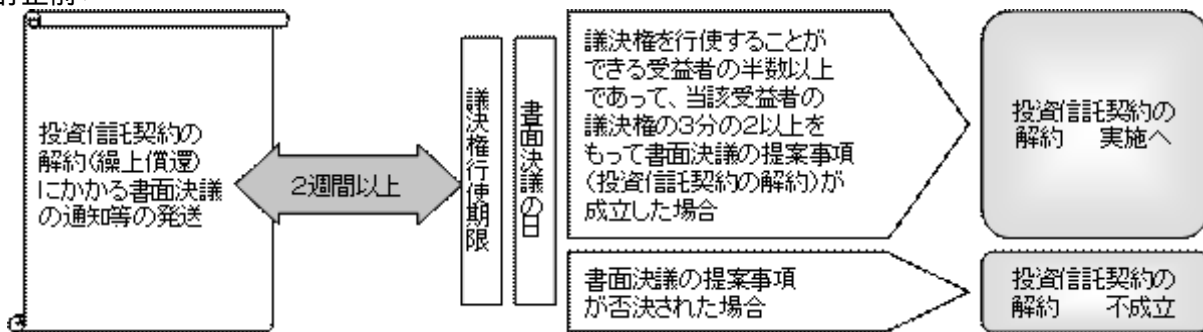 投資信託契約の
解約(繰上償還)
にかかる書面決議
の通知等の発送
2週間以上
議決権行使期限
書面決議の日
議決権を行使することが
できる受益者の半数以上
であって、当該受益者の
議決権の3分の2以上を
もって書面決議の提案事項
(投資信託契約の解約)が
成立した場合
投資信託契約の
解約　実施へ
書面決議の提案事項
が否決された場合
投資信託契約の
解約　不成立